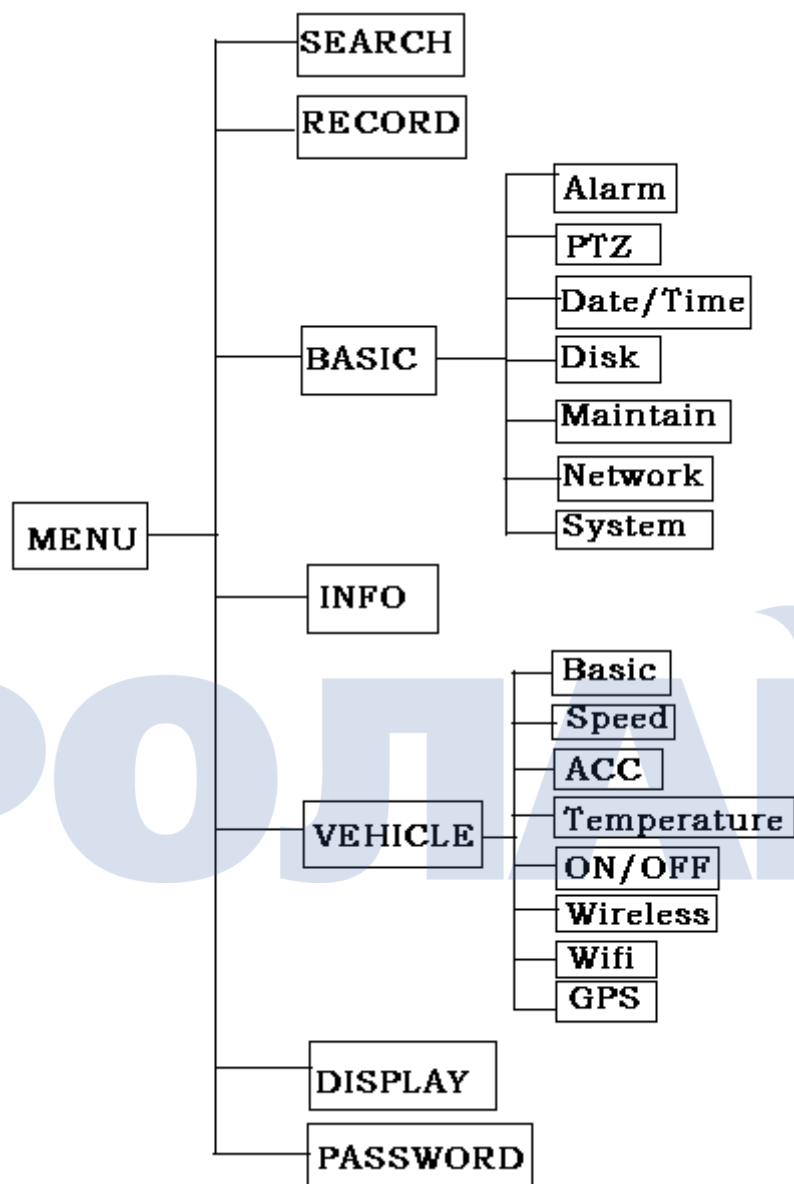 SEARCH
RECORD
Alarm
PTZ
Date/Time
BASIC
Disk
Maintain
Network
System
MENU
INFO
Basic
Speed
ACC
Temperature
VEHICLE
ON/OFF
Wireless
Wifi
GPS
DISPLAY
PASSWORD